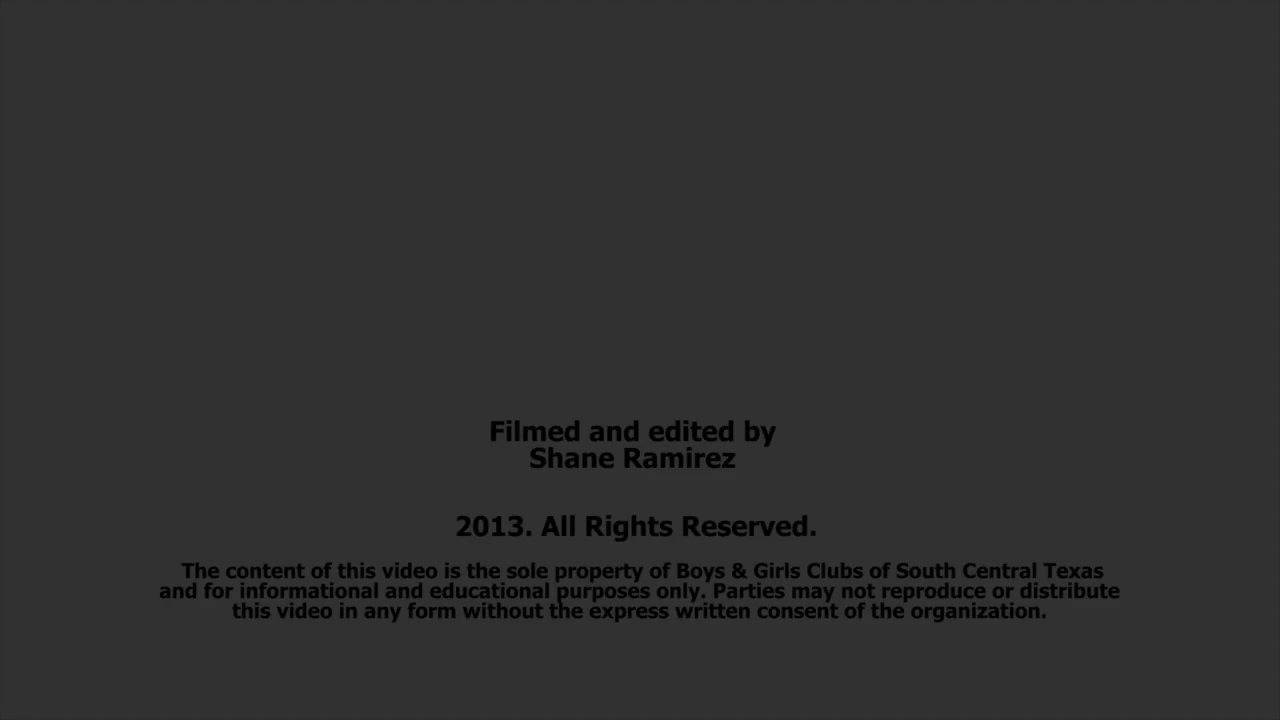 Filmed and edited by
Shane Ramirez
2013. All Rights Reserved.
The content of this video is the sole property of Boys & Girls Clubs of South Central Texas
and for informational and educational purposes only. Parties may not reproduce or distribute
this video in any form without the express written consent of the organization.